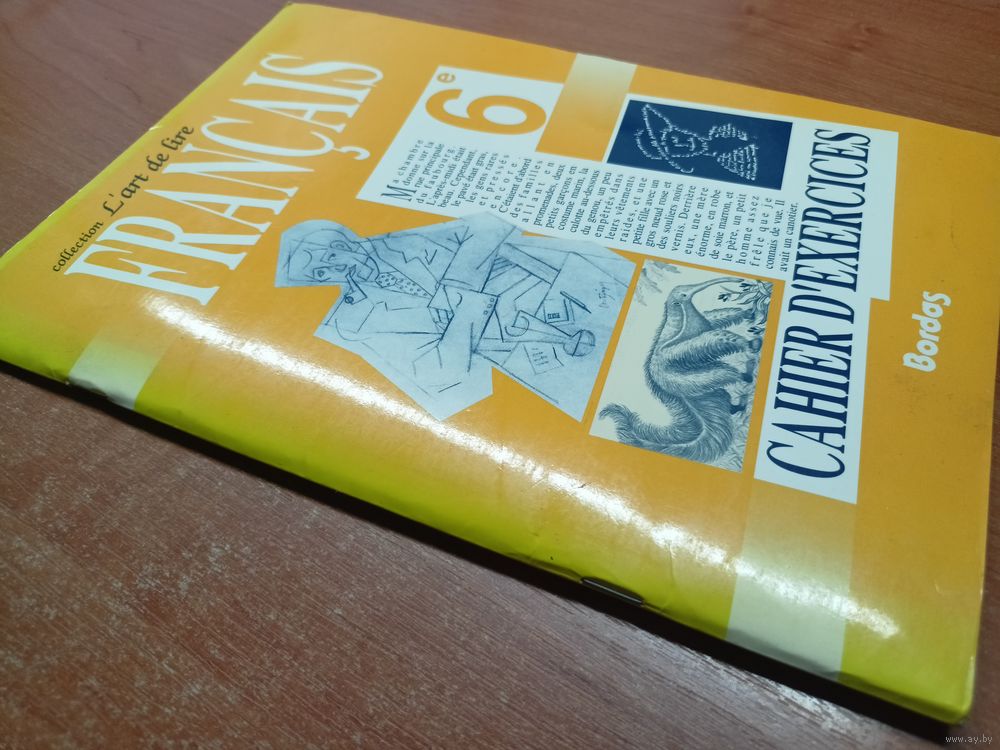 collection L'art de lire
FRANÇAIS
6e
Ma chambre
donne sur la
rue principale
du faubourg.
L'après-midi était
beau. Cependant,
le pavé était gras,
les gens rares
et pressés
encore.
C'étaient d'abord
des familles
allant en
promenades, deux
petits garçons en
costume marin, la
culotte au-dessous
du genou, un peu
empêtrés dans
leurs vêtements
raides, et une
petite fille avec un
gros nœud rose et
des souliers noirs
vernis. Derrière
eux, une mère
énorme, en robe
de soie marron, et
le père, un petit
homme assez
frêle que je
connais de vue. Il
avait un canotier,
CAHIER D'EXERCICES
Bordas
www.ay.by